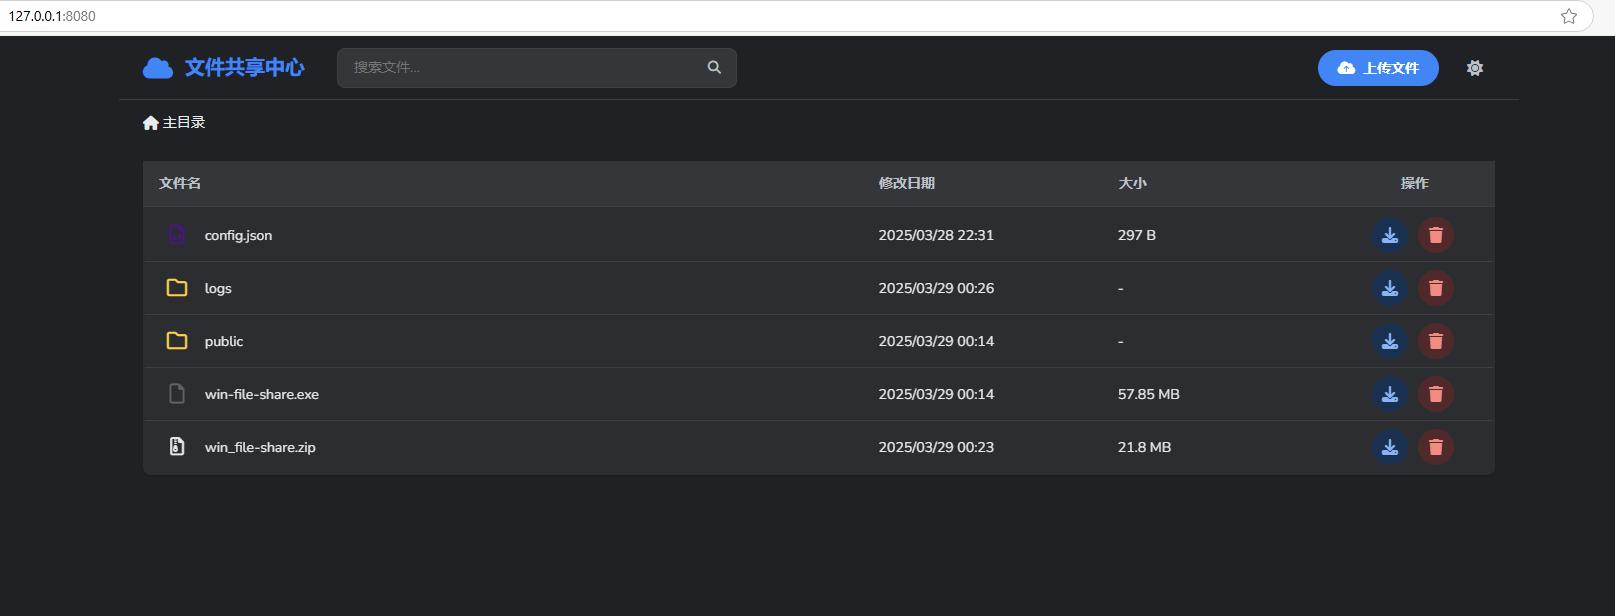 127.0.0.1:8080
文件共享中心
搜索文件...
上传文件
主目录
文件名 修改日期 大小 操作
config.json 2025/03/28 22:31 297 B
logs 2025/03/29 00:26 -
public 2025/03/29 00:14 -
win-file-share.exe 2025/03/29 00:14 57.85 MB
win_file-share.zip 2025/03/29 00:23 21.8 MB